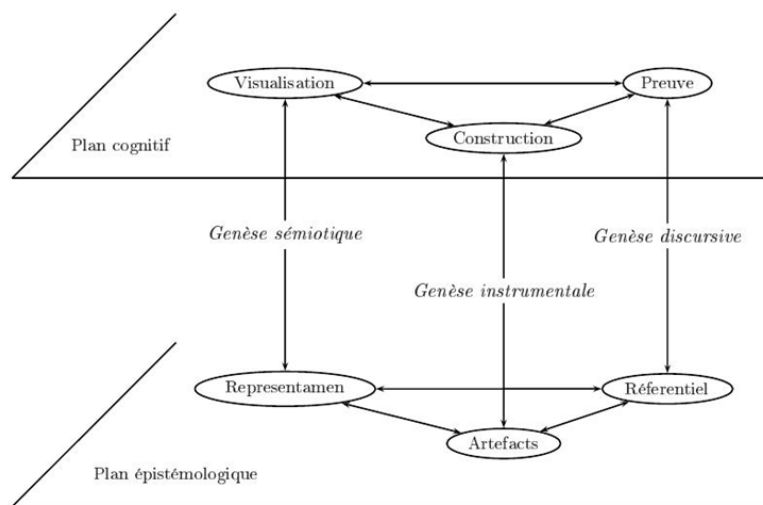 Visualisation
Preuve
Construction
Plan cognitif
Genèse sémiotique
Genèse discursive
Genèse instrumentale
Representamen
Réferentiel
Artefacts
Plan épistémologique